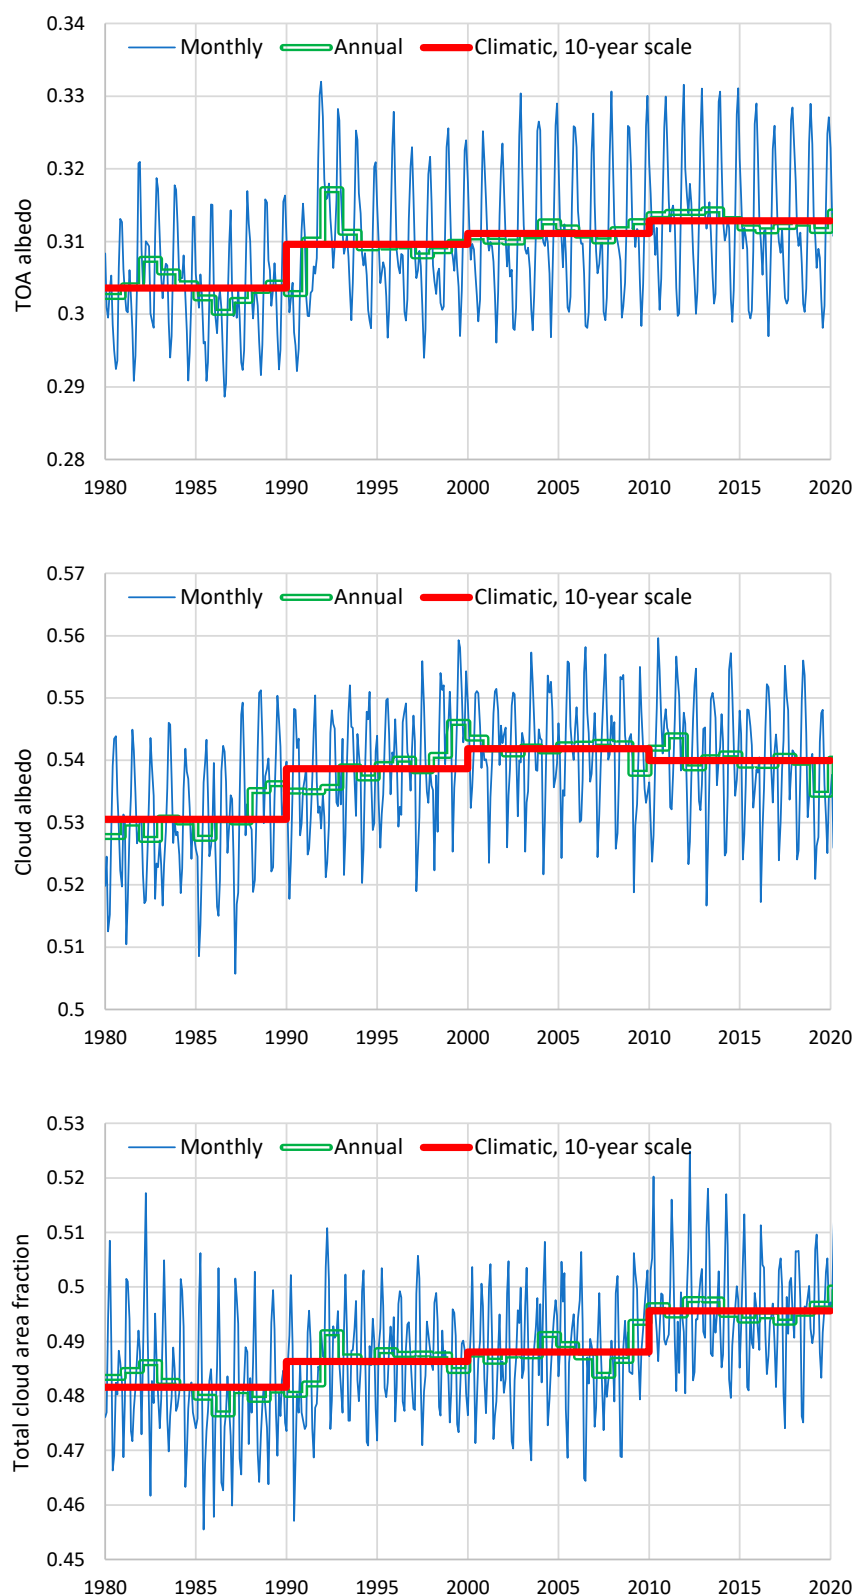 0.34
Monthly Annual Climatic, 10-year scale
0.33
0.32
0.31
0.3
0.29
0.28
TOA albedo
1980 1985 1990 1995 2000 2005 2010 2015 2020
0.57
Monthly Annual Climatic, 10-year scale
0.56
0.55
0.54
0.53
0.52
0.51
0.5
Cloud albedo
1980 1985 1990 1995 2000 2005 2010 2015 2020
0.53
Monthly Annual Climatic, 10-year scale
0.52
0.51
0.5
0.49
0.48
0.47
0.46
0.45
Total cloud area fraction
1980 1985 1990 1995 2000 2005 2010 2015 2020